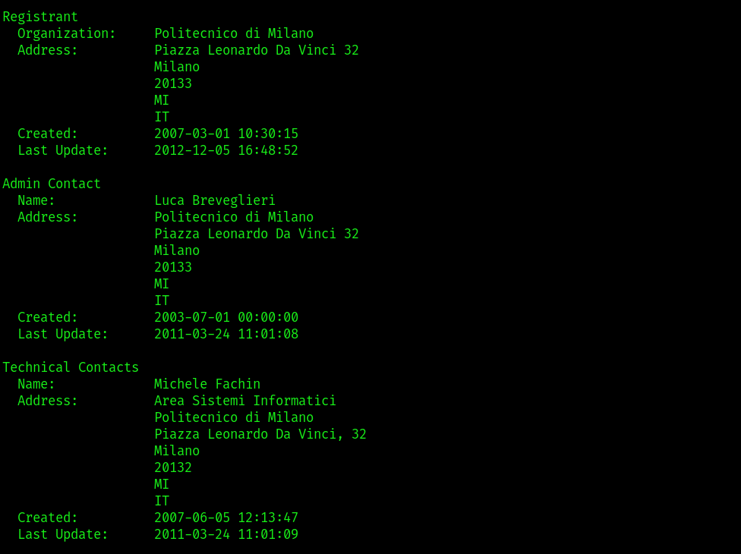 Registrant
  Organization:     Politecnico di Milano
  Address:          Piazza Leonardo Da Vinci 32
                    Milano
                    20133
                    MI
                    IT
  Created:          2007-03-01 10:30:15
  Last Update:      2012-12-05 16:48:52

Admin Contact
  Name:             Luca Breveglieri
  Address:          Politecnico di Milano
                    Piazza Leonardo Da Vinci 32
                    Milano
                    20133
                    MI
                    IT
  Created:          2003-07-01 00:00:00
  Last Update:      2011-03-24 11:01:08

Technical Contacts
  Name:             Michele Fachin
  Address:          Area Sistemi Informatici
                    Politecnico di Milano
                    Piazza Leonardo Da Vinci, 32
                    Milano
                    20132
                    MI
                    IT
  Created:          2007-06-05 12:13:47
  Last Update:      2011-03-24 11:01:09